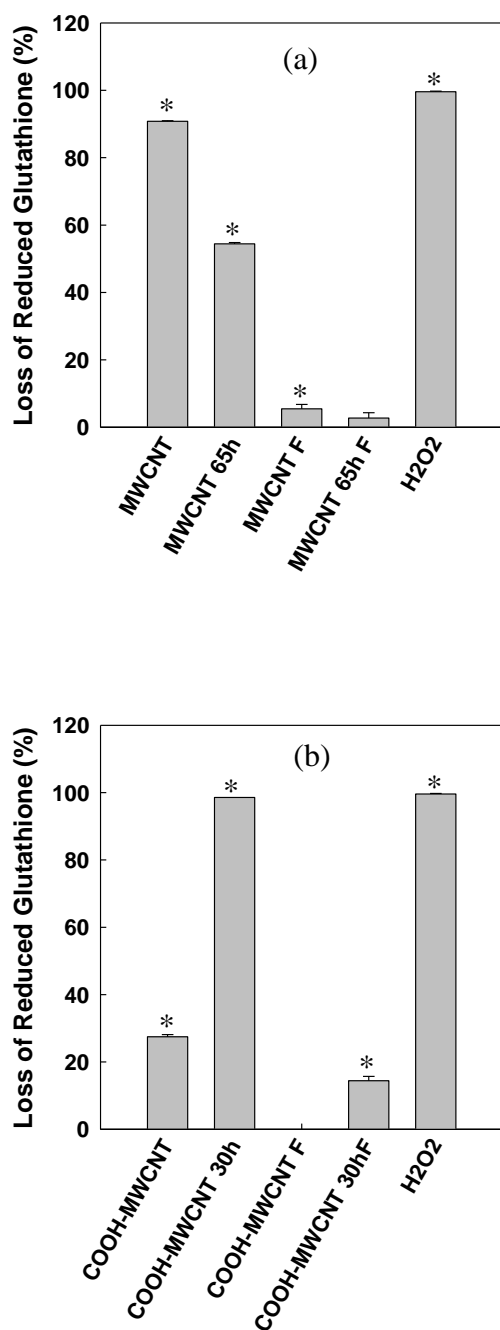 Loss of Reduced Glutathione (%)
120
100
80
60
40
20
0
(a)
*
*
*
*
MWCNT
MWCNT 65h
MWCNT F
MWCNT 65h F
H2O2
Loss of Reduced Glutathione (%)
120
100
80
60
40
20
0
(b)
*
*
*
*
COOH-MWCNT
COOH-MWCNT 30h
COOH-MWCNT F
COOH-MWCNT 30hF
H2O2